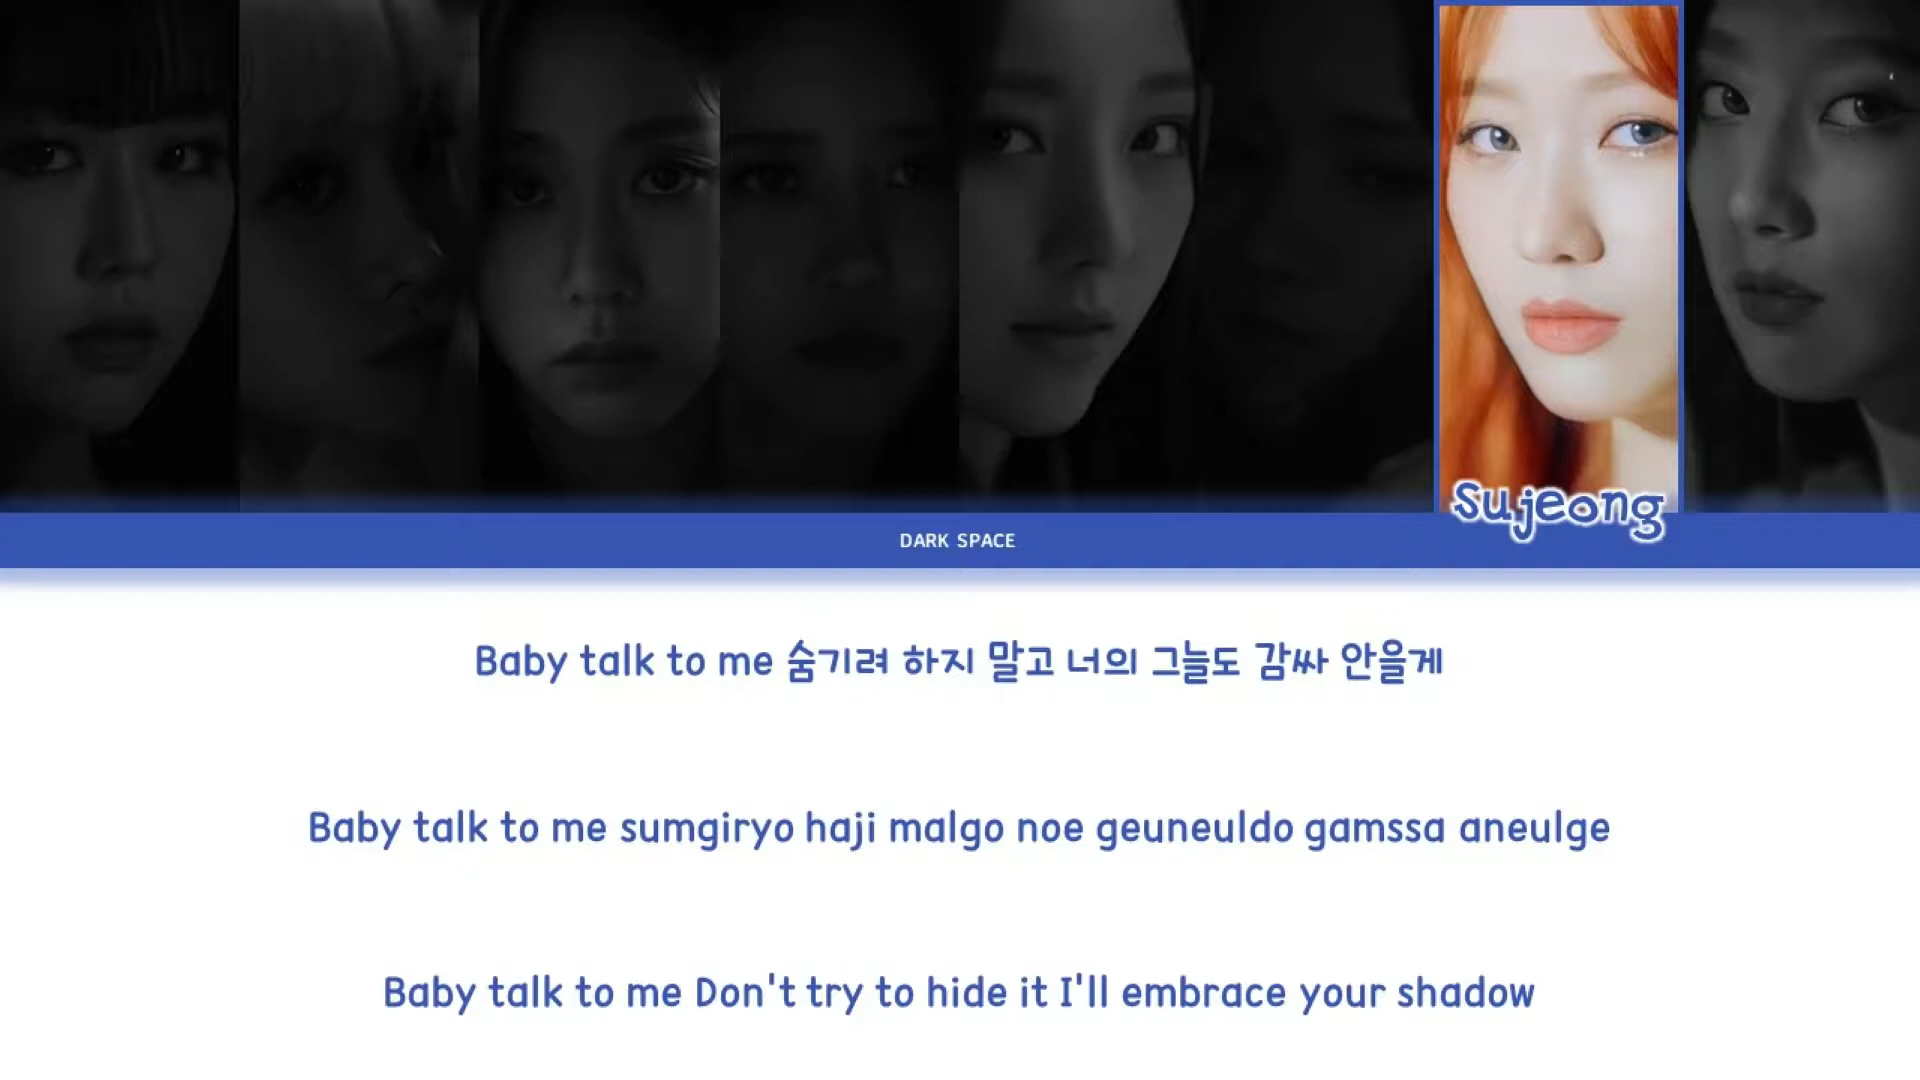 Sujeong
DARK SPACE
Baby talk to me 숨기려 하지 말고 너의 그늘도 감싸 안을게
Baby talk to me sumgiryo haji malgo noe geuneuldo gamssa aneulge
Baby talk to me Don't try to hide it I'll embrace your shadow